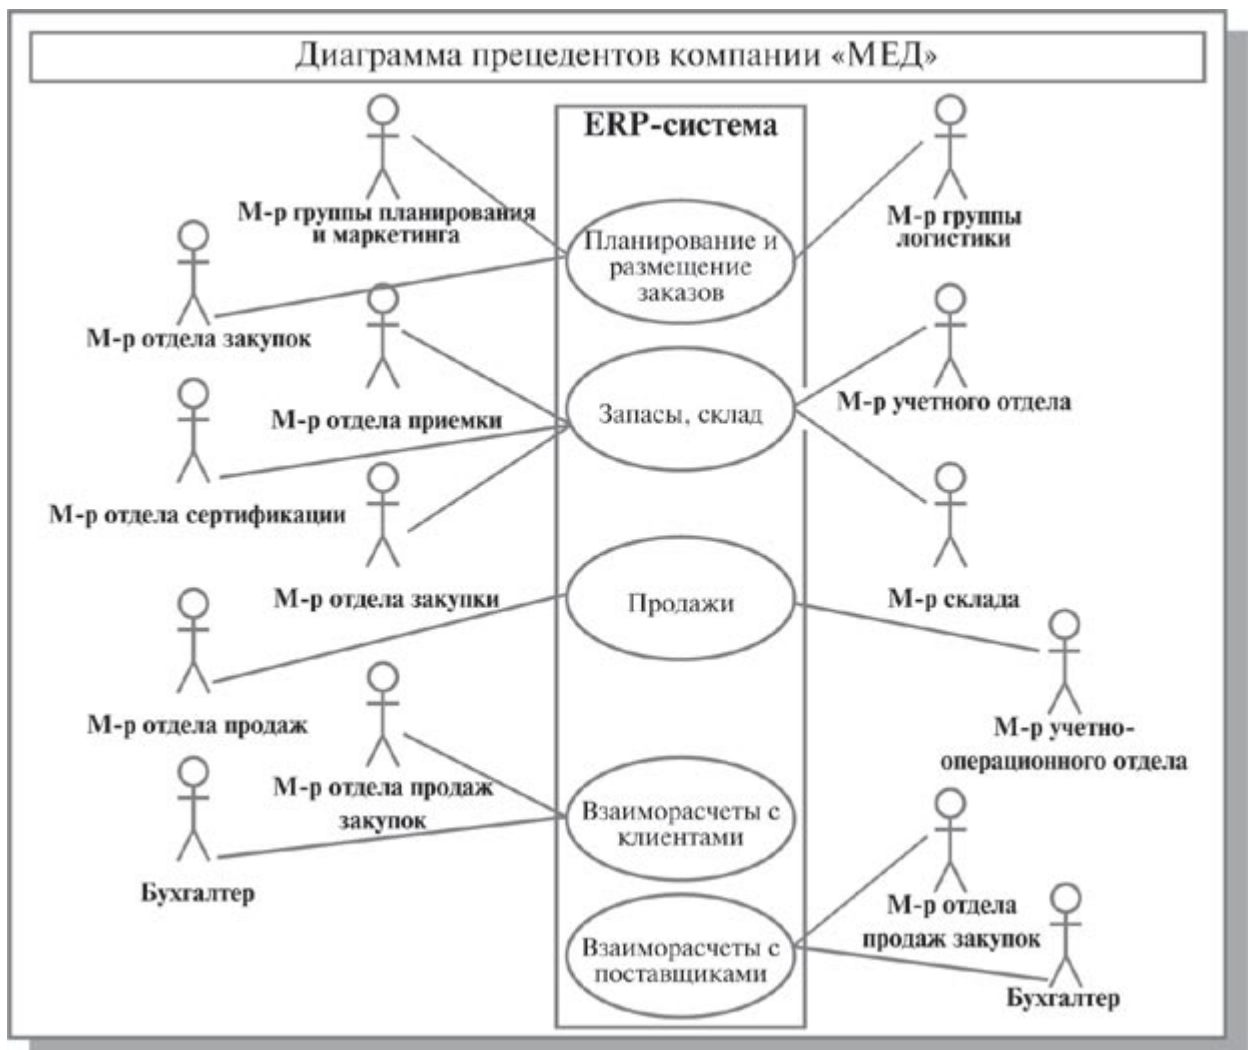 Диаграмма прецедентов компании «МЕД»
ERP-система
М-р группы планирования
и маркетинга
М-р группы
логистики
Планирование и
размещение
заказов
М-р отдела закупок
М-р отдела приемки
Запасы, склад
М-р учетного отдела
М-р отдела сертификации
М-р отдела закупки
Продажи
М-р склада
М-р отдела продаж
М-р учетно-
операционного отдела
М-р отдела продаж
закупок
Взаиморасчеты с
клиентами
Бухгалтер
М-р отдела
продаж закупок
Взаиморасчеты с
поставщиками
Бухгалтер